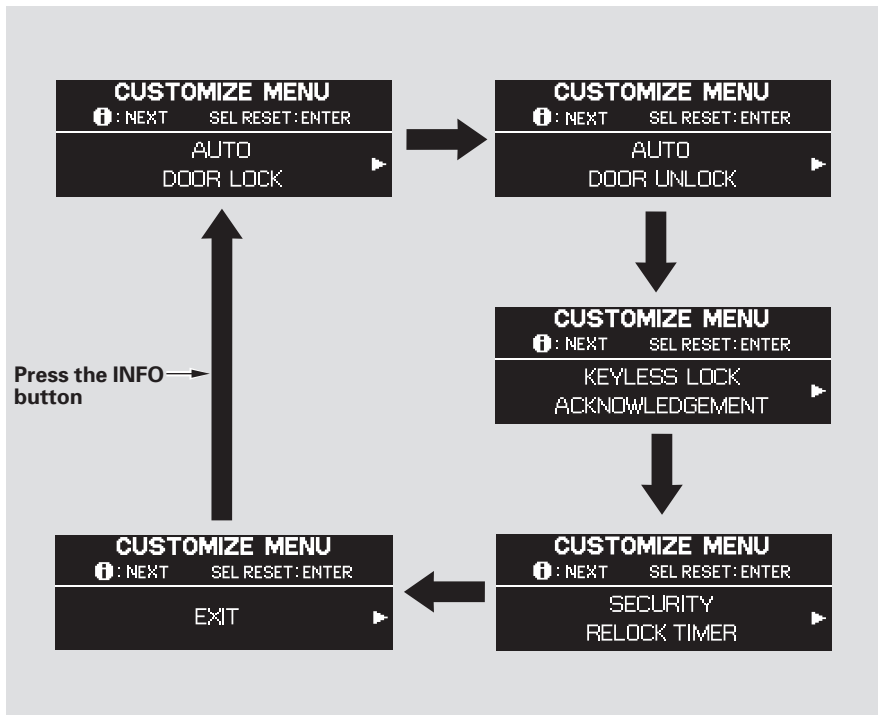 CUSTOMIZE MENU
i: NEXT SEL RESET: ENTER
AUTO
DOOR LOCK
CUSTOMIZE MENU
i: NEXT SEL RESET: ENTER
AUTO
DOOR UNLOCK
CUSTOMIZE MENU
i: NEXT SEL RESET: ENTER
KEYLESS LOCK
ACKNOWLEDGEMENT
Press the INFO
button
CUSTOMIZE MENU
i: NEXT SEL RESET: ENTER
EXIT
CUSTOMIZE MENU
i: NEXT SEL RESET: ENTER
SECURITY
RELOCK TIMER